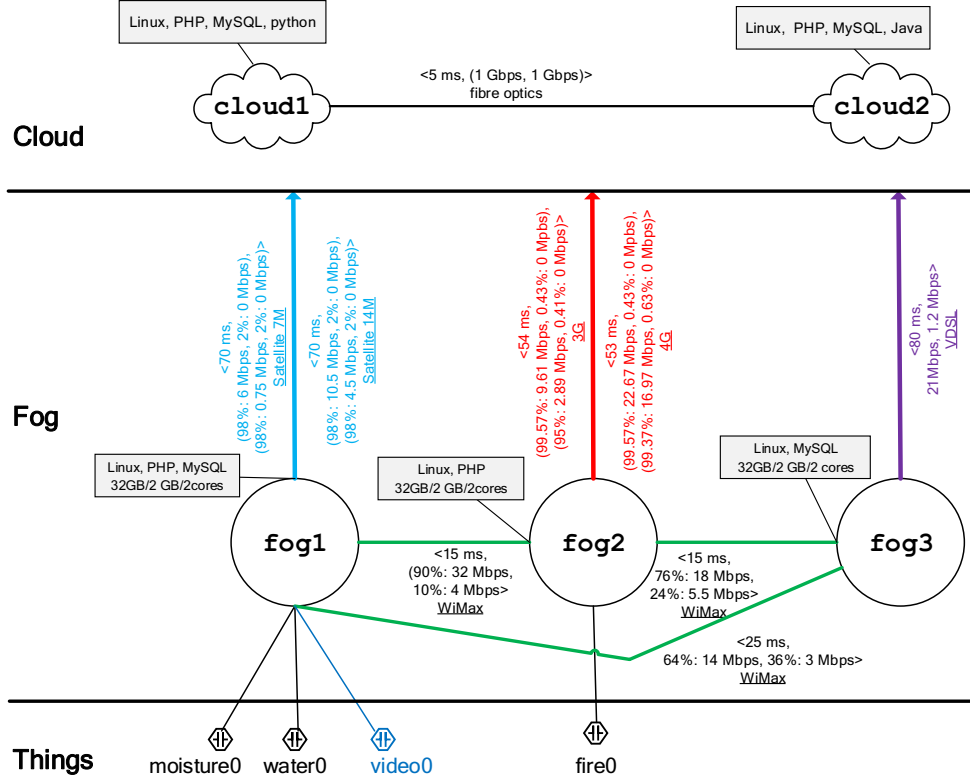 Linux, PHP, MySQL, python
Linux,  PHP, MySQL, Java
<5 ms, (1 Gbps, 1 Gbps)>
fibre optics
cloud1
cloud2
Cloud
<70 ms,
(98%: 6 Mbps, 2%: 0 Mbps),
(98%: 0.75 Mbps, 2%: 0 Mbps)>
Satellite 7M
<70 ms,
(98%: 10.5 Mbps, 2%: 0 Mbps),
(98%: 4.5 Mbps, 2%: 0 Mbps)>
Satellite 14M
<54 ms,
(99.57%: 9.61 Mbps, 0.43%: 0 Mpbs),
(95%: 2.89 Mbps, 0.41%: 0 Mbps)>
3G
<53 ms,
(99.57%: 22.67 Mbps, 0.43%: 0 Mbps),
(99.37%: 16.97 Mbps, 0.63%: 0 Mbps)>
4G
<80 ms,
21Mbps, 1.2 Mbps>
VDSL
Fog
Linux, PHP, MySQL
32GB/2 GB/2cores
Linux, PHP
32GB/2 GB/2cores
Linux, MySQL
32GB/2 GB/2 cores
fog1
fog2
fog3
<15 ms,
(90%: 32 Mbps,
10%: 4 Mbps>
WiMax
<15 ms,
76%: 18 Mbps,
24%: 5.5 Mbps>
WiMax
<25 ms,
64%: 14 Mbps, 36%: 3 Mbps>
WiMax
Things
moisture0
water0
video0
fire0